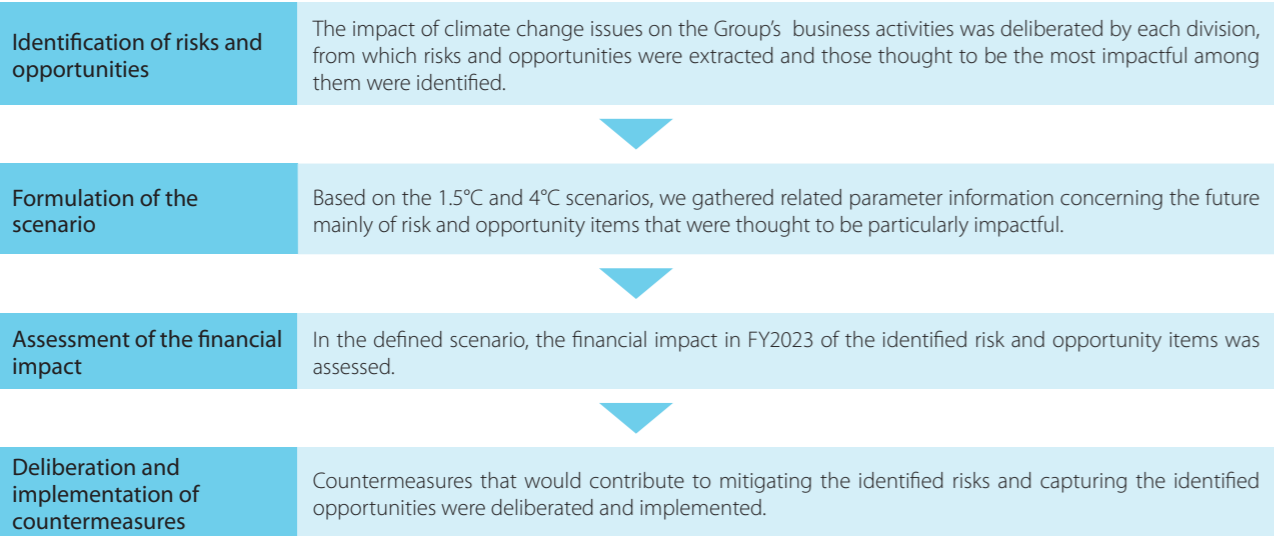 Identification of risks and
opportunities
The impact of climate change issues on the Group’s  business activities was deliberated by each division,
from which risks and opportunities were extracted and those thought to be the most impactful among
them were identified.
Formulation of the
scenario
Based on the 1.5°C and 4°C scenarios, we gathered related parameter information concerning the future
mainly of risk and opportunity items that were thought to be particularly impactful.
Assessment of the financial
impact
In the defined scenario, the financial impact in FY2023 of the identified risk and opportunity items was
assessed.
Deliberation and
implementation of
countermeasures
Countermeasures that would contribute to mitigating the identified risks and capturing the identified
opportunities were deliberated and implemented.